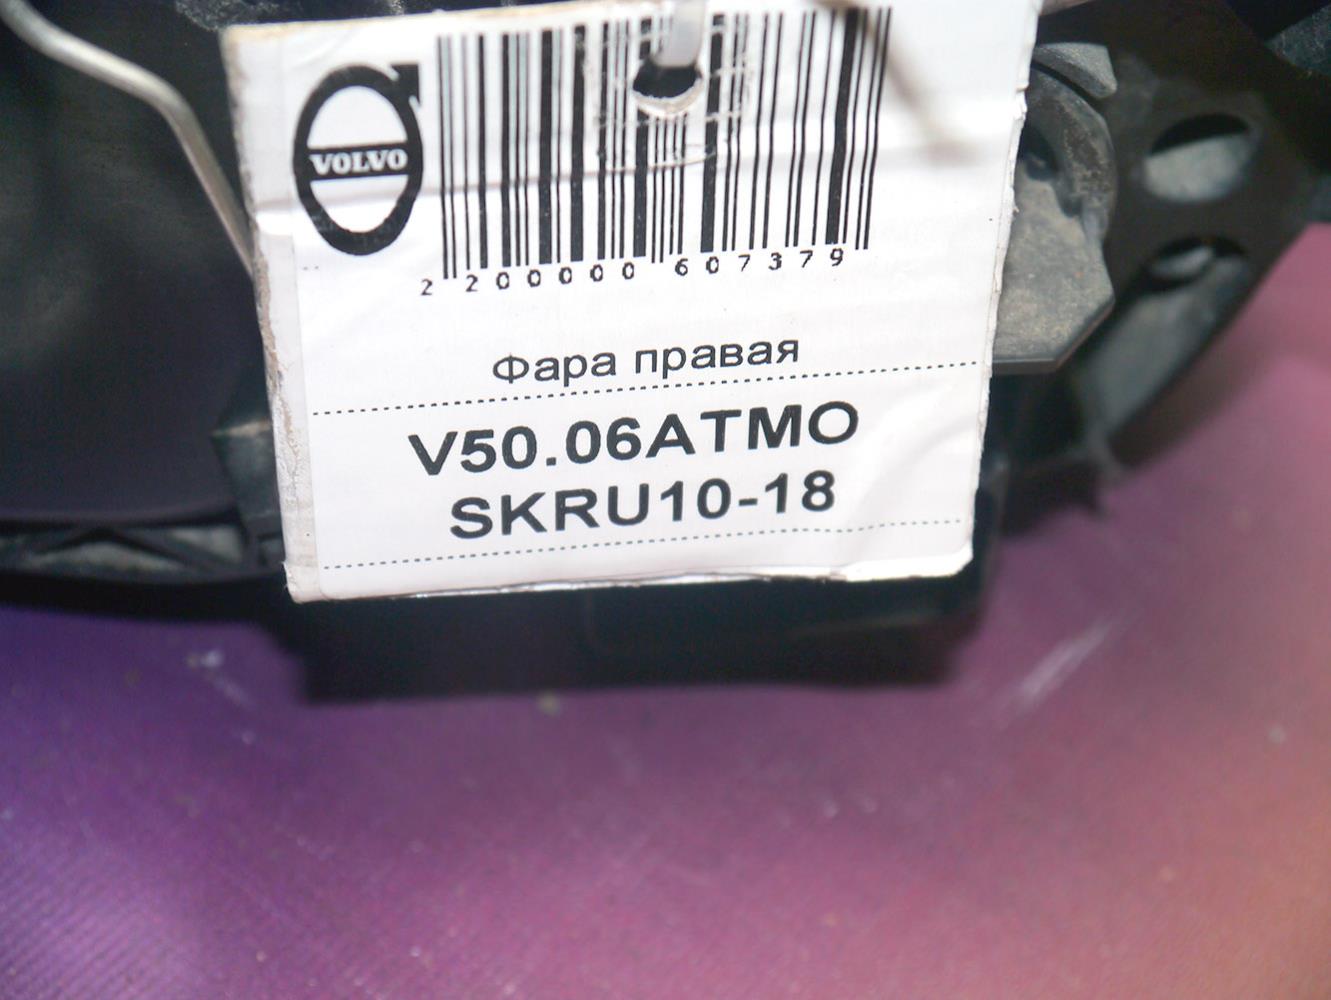 VOLVO
2 200000 607379
Фара правая
V50.06ATMO
SKRU10-18